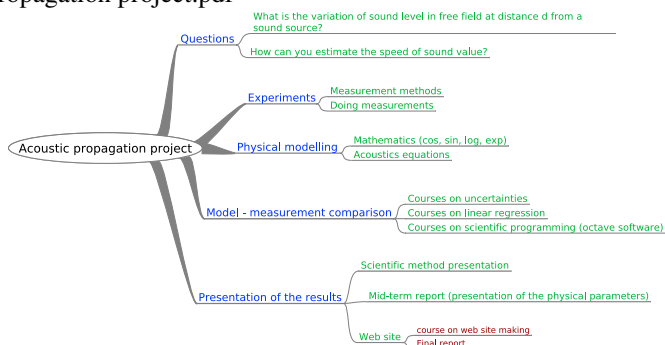 ropagation project.pdf
What is the variation of sound level in free field at distance d from a
sound source?
Questions
How can you estimate the speed of sound value?
Measurement methods
Experiments
Doing measurements
Mathematics (cos, sin, log, exp)
Acoustic propagation project
Physical modelling
Acoustics equations
Courses on uncertainties
Model - measurement comparison
Courses on linear regression
Courses on scientific programming (octave software)
Scientific method presentation
Presentation of the results
Mid-term report (presentation of the physical parameters)
course on web site making
Web site
Final report